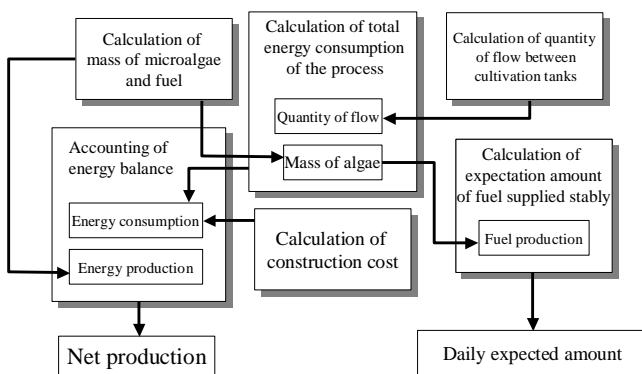 Calculation of
mass of microalgae
and fuel
Calculation of total
energy consumption
of the process
Quantity of flow
Mass of algae
Calculation of quantity
of flow between
cultivation tanks
Accounting of
energy balance
Energy consumption
Energy production
Calculation of
construction cost
Calculation of
expectation amount
of fuel supplied stably
Fuel production
Net production
Daily expected amount